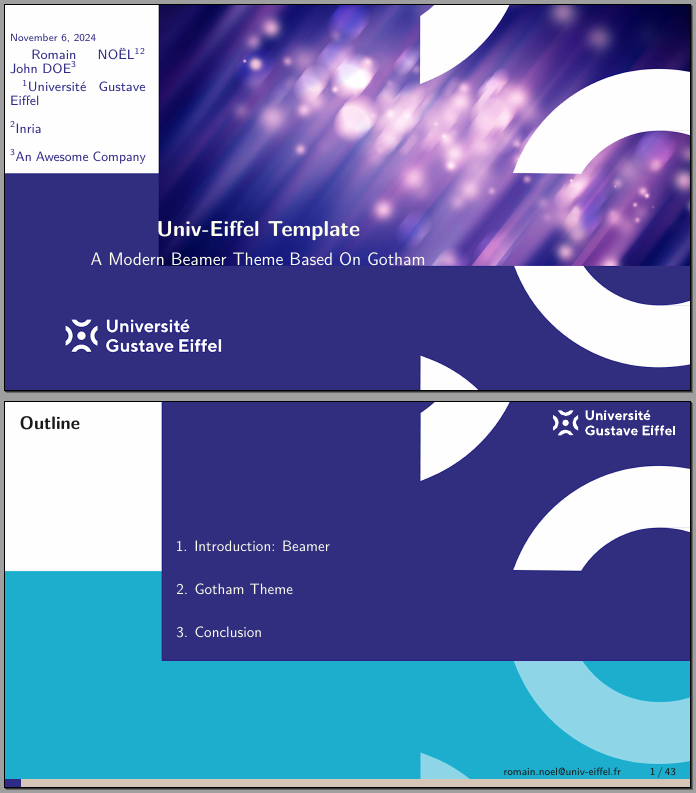 November 6, 2024
Romain NOËL12
John DOE3
1Université Gustave
Eiffel
2Inria
3An Awesome Company
Univ-Eiffel Template
A Modern Beamer Theme Based On Gotham
Université
Gustave Eiffel
Outline
Université
Gustave Eiffel
1. Introduction: Beamer
2. Gotham Theme
3. Conclusion
romain.noel@univ-eiffel.fr 1 / 43